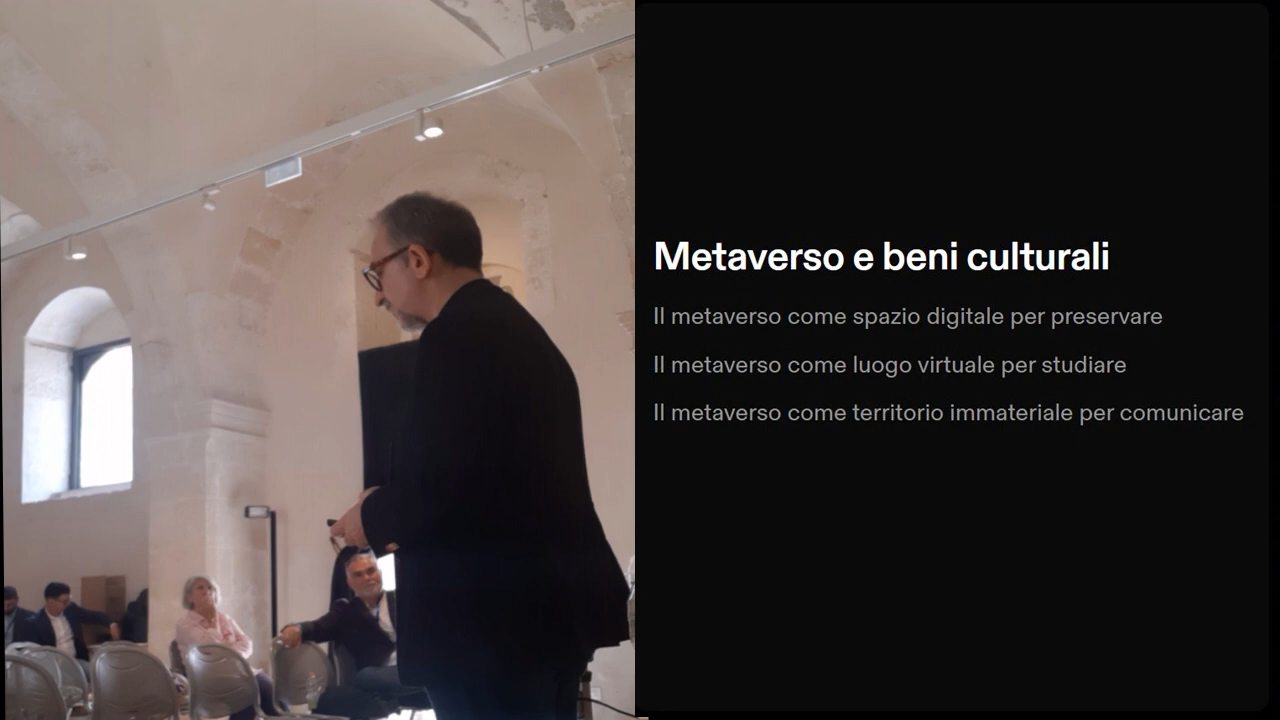 Metaverso e beni culturali
Il metaverso come spazio digitale per preservare
Il metaverso come luogo virtuale per studiare
Il metaverso come territorio immateriale per comunicare